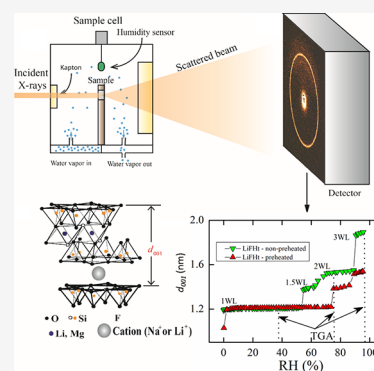 Sample cell
Humidity sensor
Incident
X-rays
Kapton
Sample
Scattered beam
Water vapor in
Water vapor out
Detector
d001
O
Si
F
Li, Mg
Cation (Na+or Li+)
2.0
1.6
1.2
d001 (nm)
LiFHt - non-preheated
LiFHt - preheated
3WL
2WL
1.5WL
1WL
TGA
0 20 40 60 80 100
RH (%)